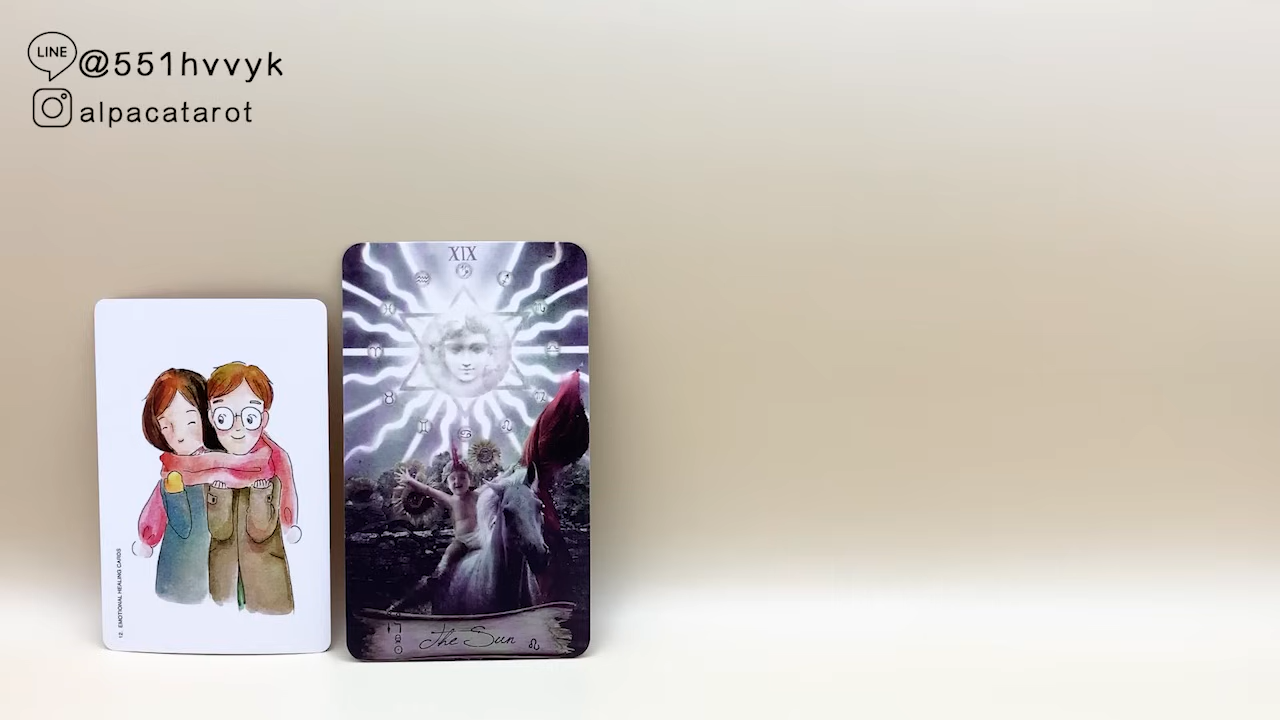 LINE @551hvvyk
alpacatarot
XIX
The Sun
12. EMOTIONAL HEALING CARDS